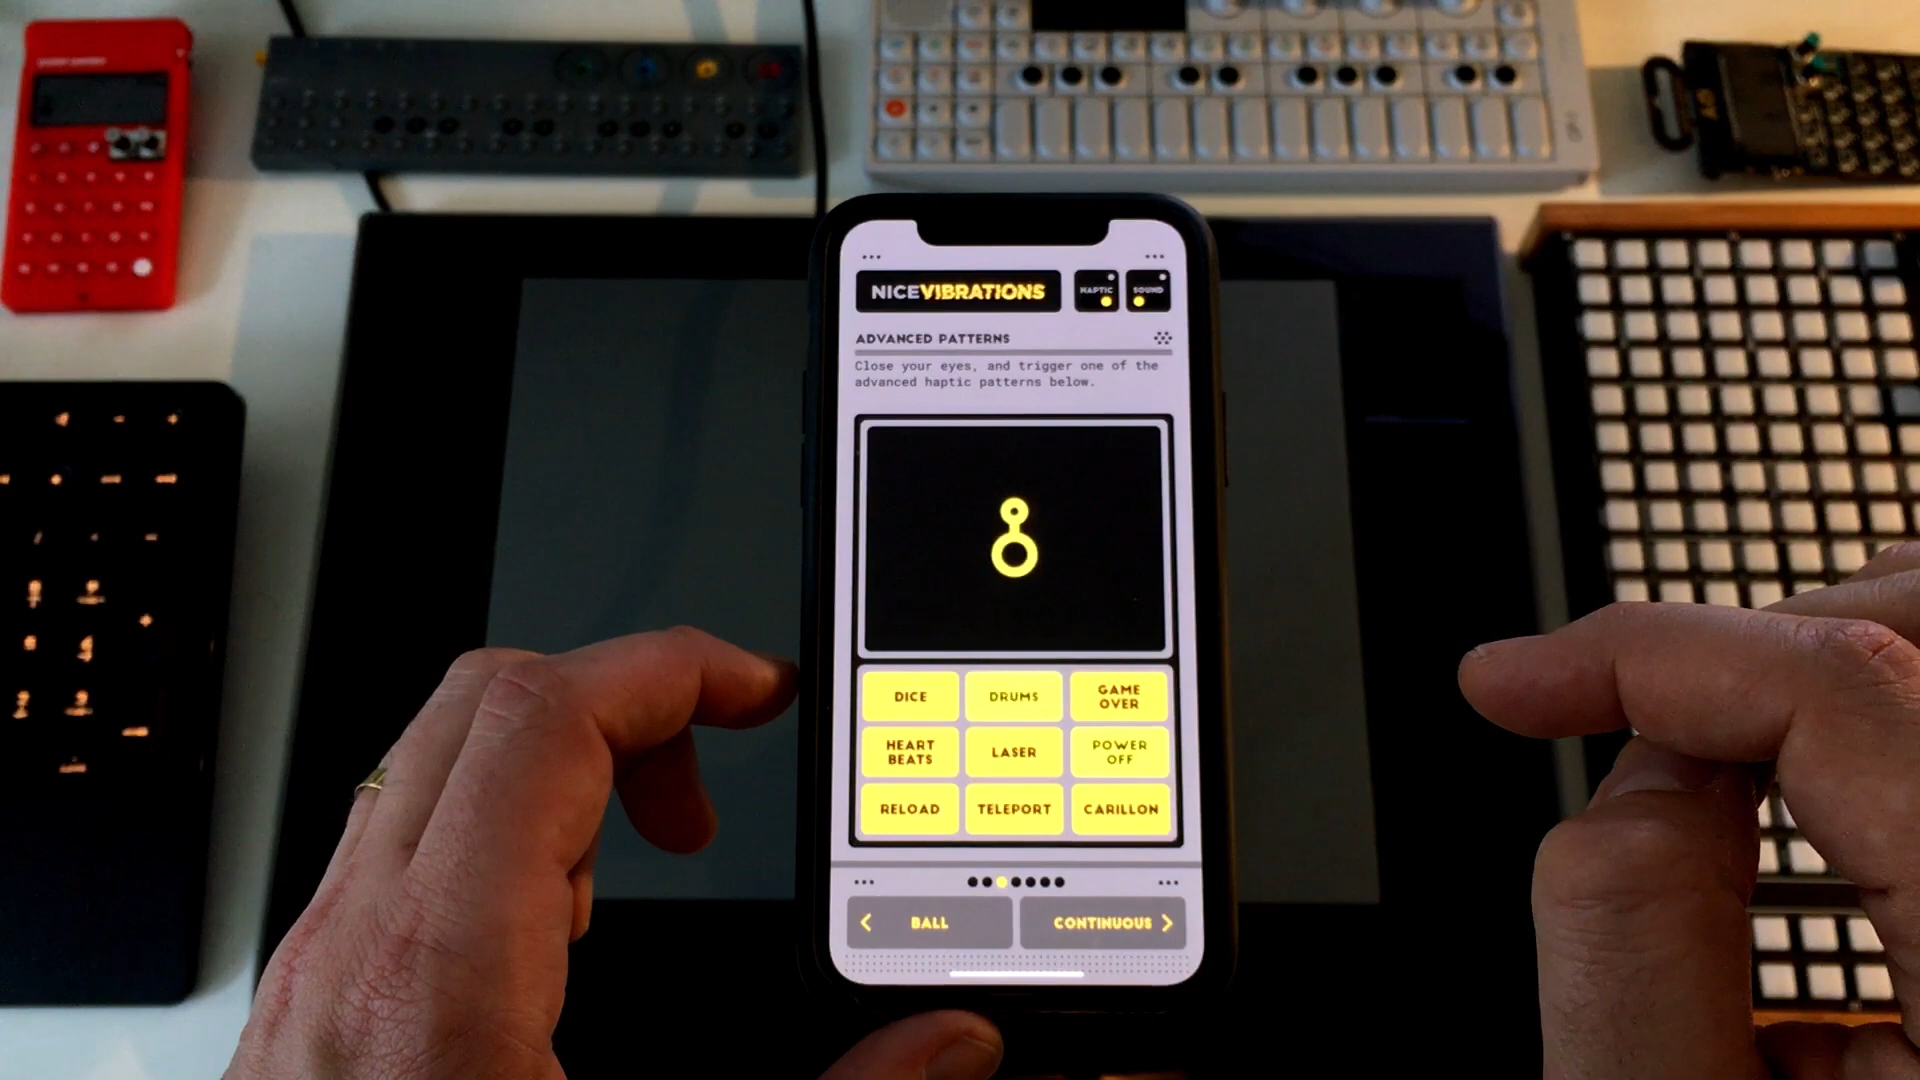 NICEVIBRATIONS
HAPTIC
SOUND
ADVANCED PATTERNS
Close your eyes, and trigger one of the
advanced haptic patterns below.
DICE
DRUMS
GAME
OVER
HEART
BEATS
LASER
POWER
OFF
RELOAD
TELEPORT
CARILLON
BALL
CONTINUOUS